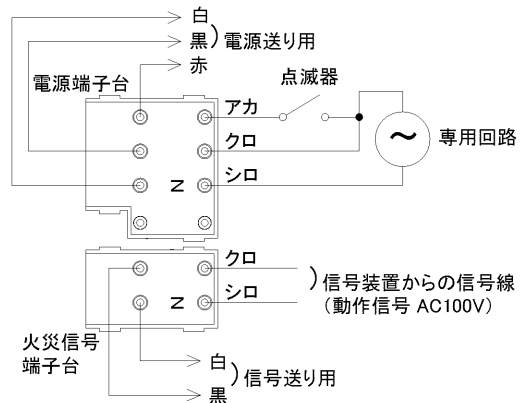 白
黒
)電源送り用
赤
電源端子台
点滅器
アカ
クロ
シロ
N
〜
専用回路
クロ
シロ
N
)信号装置からの信号線
(動作信号 AC100V)
火災信号
端子台
白
)信号送り用
黒